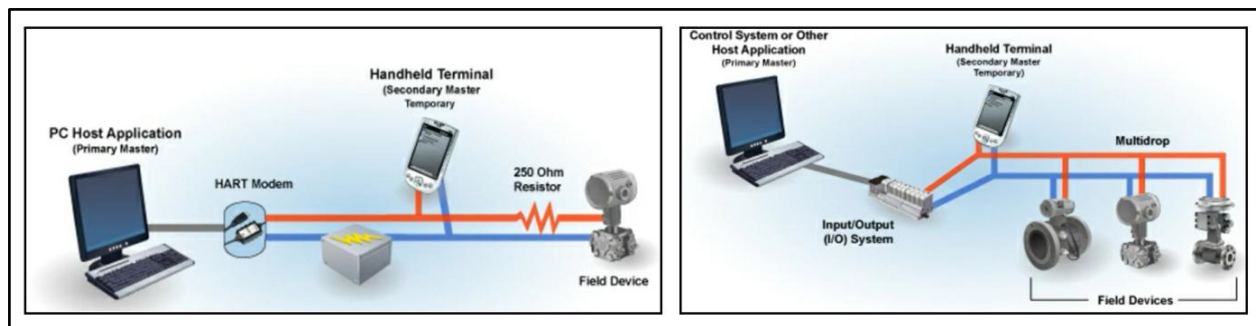 Handheld Terminal
(Secondary Master
Temporary
PC Host Application
(Primary Master)
HART Modem
250 Ohm
Resistor
Field Device
Control System or Other
Host Application
(Primary Master)
Handheld Terminal
(Secondary Master
Temporary)
Multidrop
Input/Output
(I/O) System
Field Devices